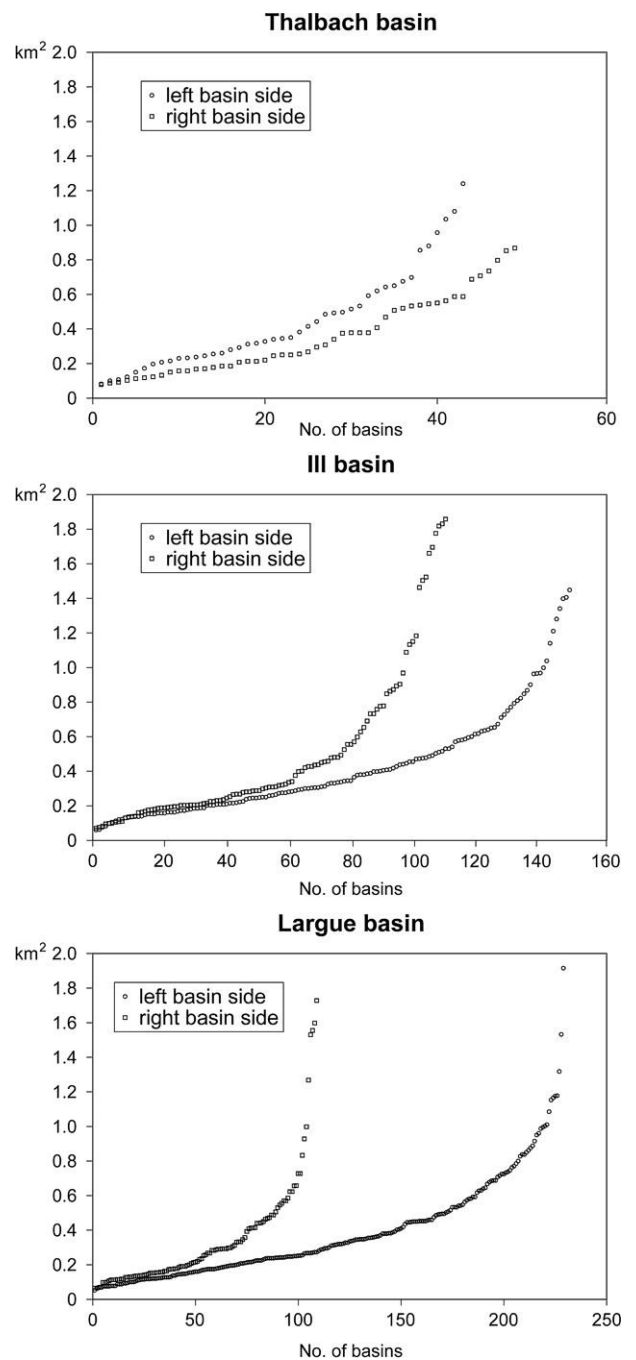 Thalbach basin
km² 2.0
1.8
1.6
1.4
1.2
1.0
0.8
0.6
0.4
0.2
0
left basin side
right basin side
0 20 40 60
No. of basins
Ill basin
km² 2.0
1.8
1.6
1.4
1.2
1.0
0.8
0.6
0.4
0.2
0
left basin side
right basin side
0 20 40 60 80 100 120 140 160
No. of basins
Largue basin
km² 2.0
1.8
1.6
1.4
1.2
1.0
0.8
0.6
0.4
0.2
0
left basin side
right basin side
0 50 100 150 200 250
No. of basins